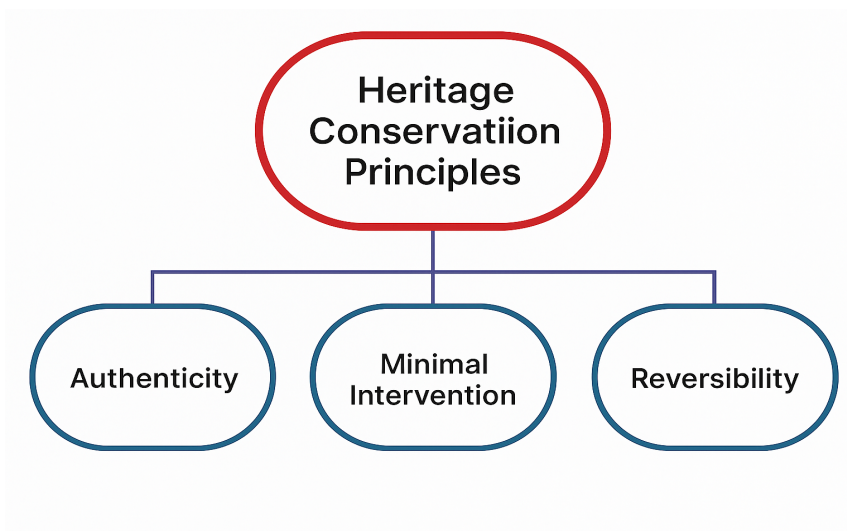 Heritage
Conservatiion
Principles
Authenticity
Minimal
Intervention
Reversibility